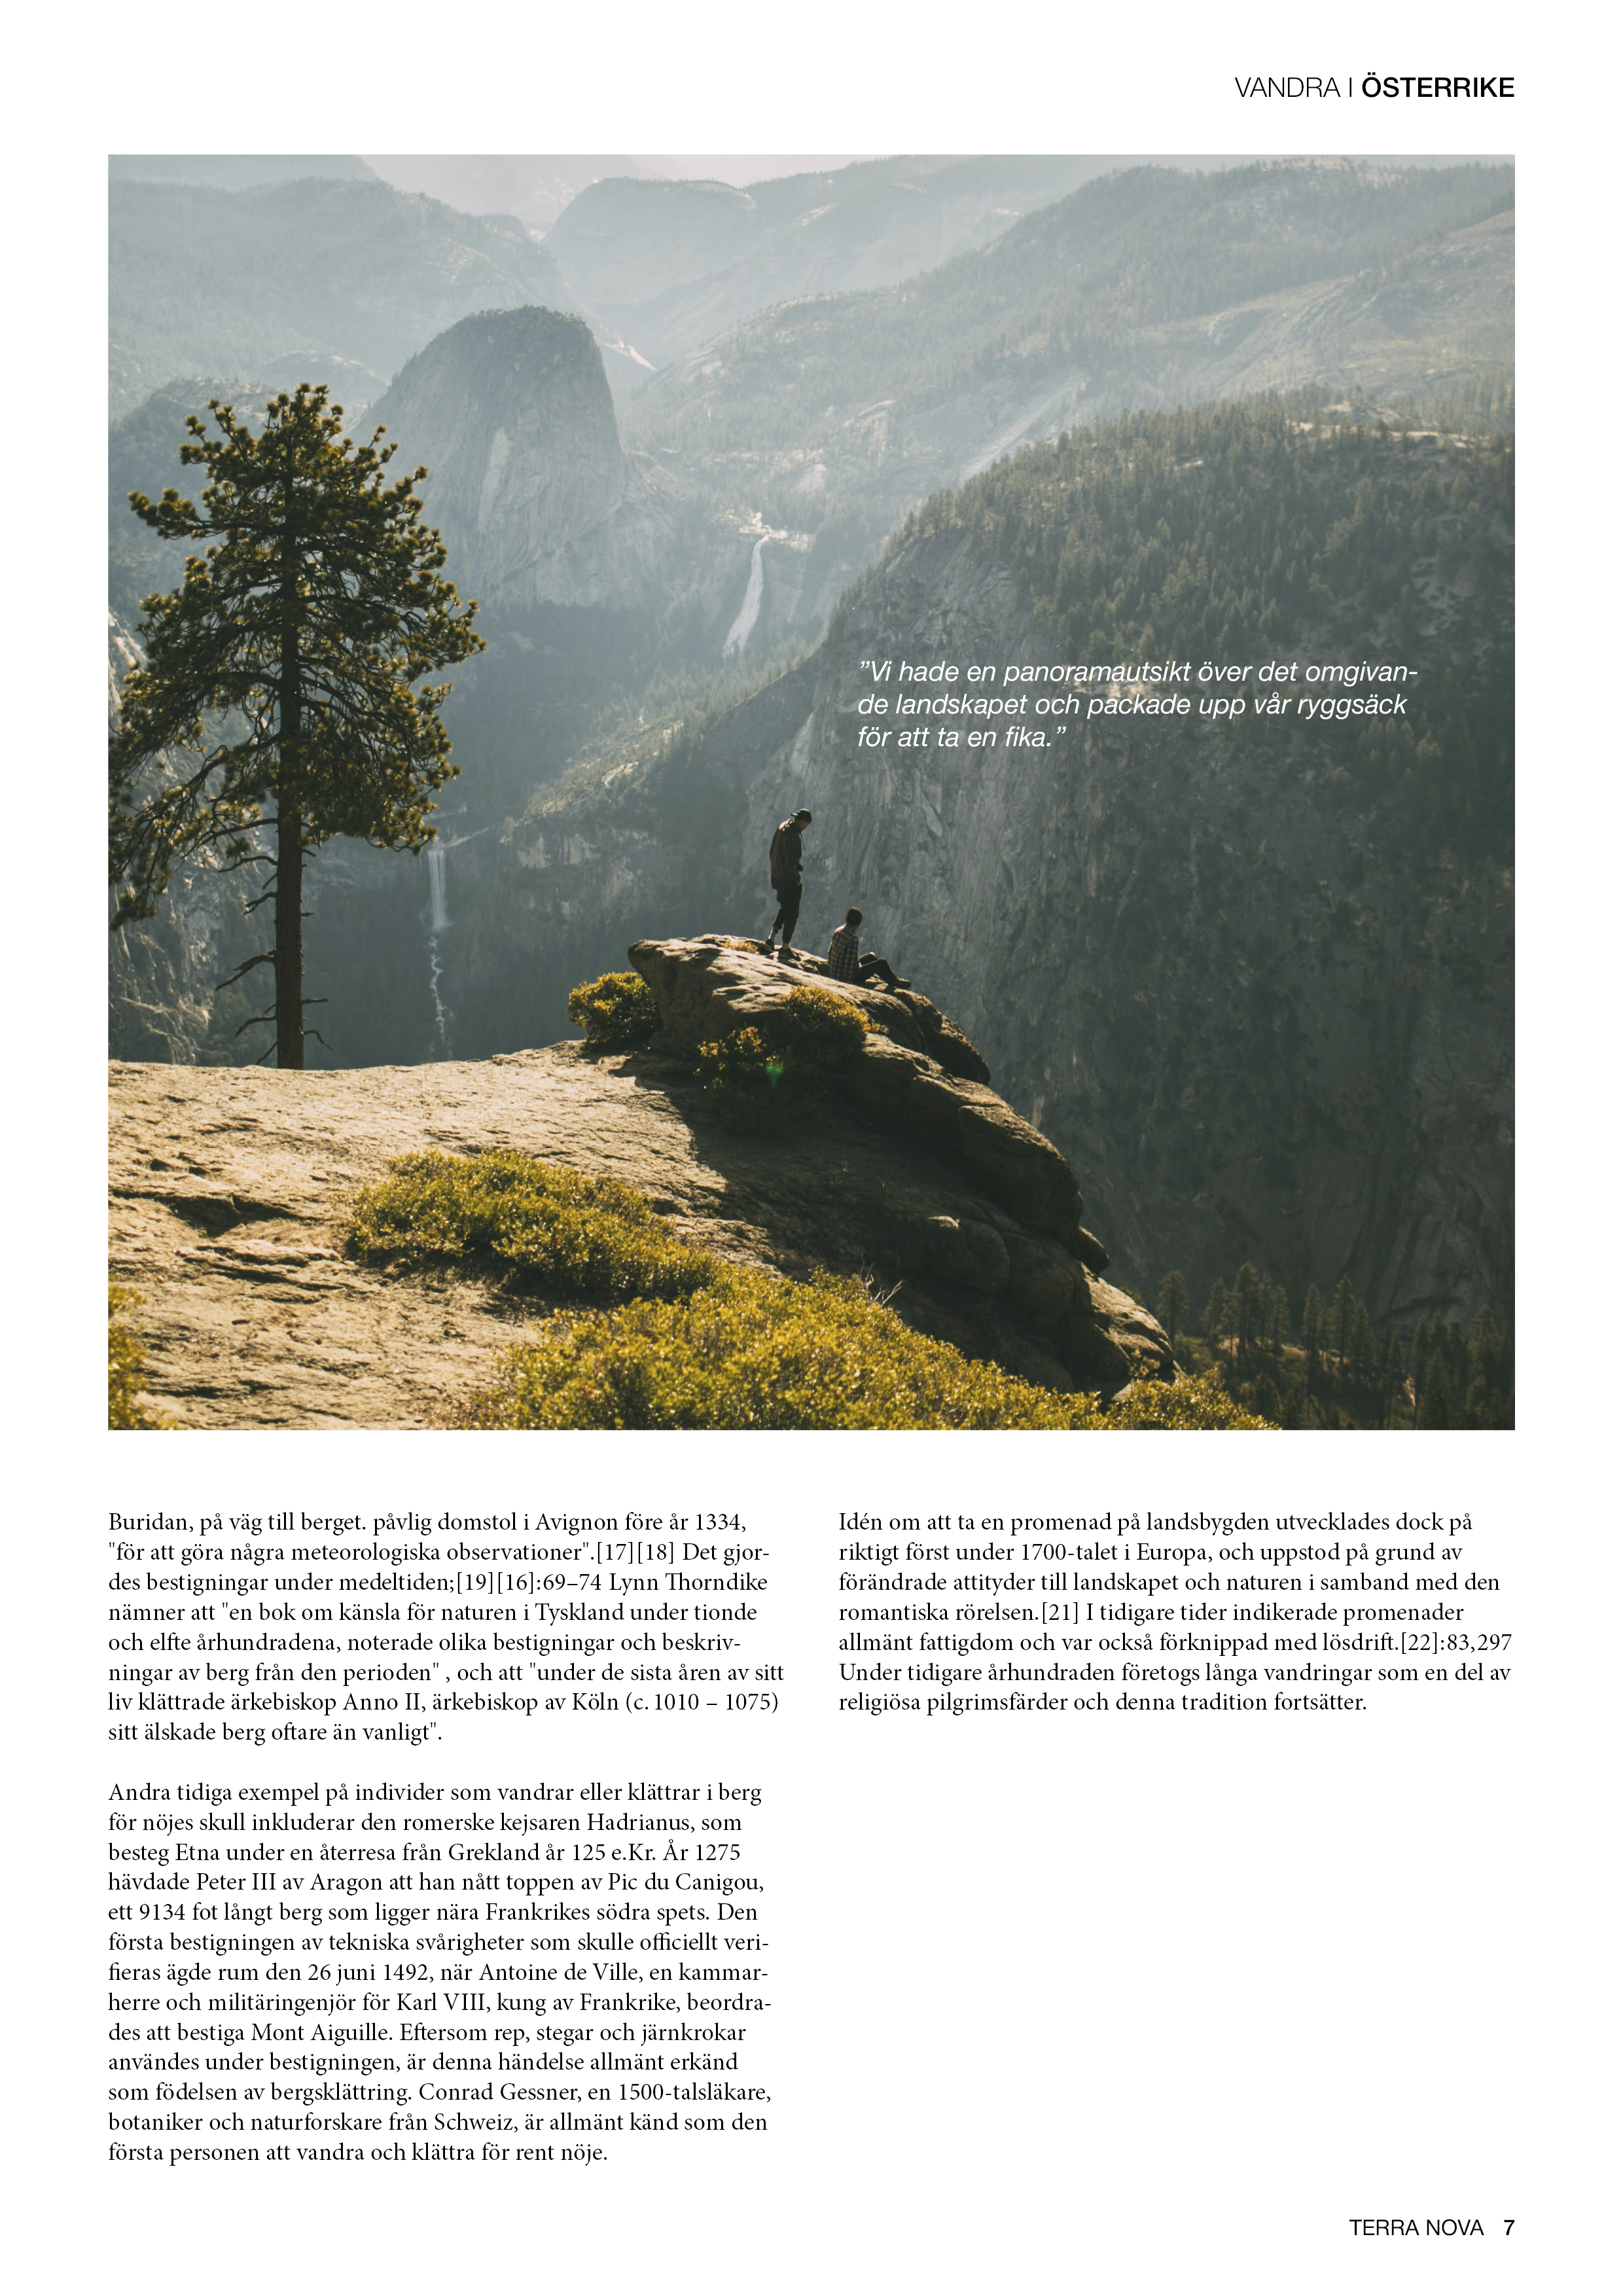 VANDRA I ÖSTERRIKE
”Vi hade en panoramautsikt över det omgivan-
de landskapet och packade upp vår ryggsäck
för att ta en fika.”
Buridan, på väg till berget. påvlig domstol i Avignon före år 1334,
"för att göra några meteorologiska observationer".[17][18] Det gjor-
des bestigningar under medeltiden;[19][16]:69–74 Lynn Thorndike
nämner att "en bok om känsla för naturen i Tyskland under tionde
och elfte århundradena, noterade olika bestigningar och beskriv-
ningar av berg från den perioden" , och att "under de sista åren av sitt
liv klättrade ärkebiskop Anno II, ärkebiskop av Köln (c. 1010 – 1075)
sitt älskade berg oftare än vanligt".
Andra tidiga exempel på individer som vandrar eller klättrar i berg
för nöjes skull inkluderar den romerske kejsaren Hadrianus, som
besteg Etna under en återresa från Grekland år 125 e.Kr. År 1275
hävdade Peter III av Aragon att han nått toppen av Pic du Canigou,
ett 9134 fot långt berg som ligger nära Frankrikes södra spets. Den
första bestigningen av tekniska svårigheter som skulle officiellt veri-
fieras ägde rum den 26 juni 1492, när Antoine de Ville, en kammar-
herre och militäringenjör för Karl VIII, kung av Frankrike, beordra-
des att bestiga Mont Aiguille. Eftersom rep, stegar och järnkrokar
användes under bestigningen, är denna händelse allmänt erkänd
som födelsen av bergsklättring. Conrad Gessner, en 1500-talsläkare,
botaniker och naturforskare från Schweiz, är allmänt känd som den
första personen att vandra och klättra för rent nöje.
Idén om att ta en promenad på landsbygden utvecklades dock på
riktigt först under 1700-talet i Europa, och uppstod på grund av
förändrade attityder till landskapet och naturen i samband med den
romantiska rörelsen.[21] I tidigare tider indikerade promenader
allmänt fattigdom och var också förknippad med lösdrift.[22]:83,297
Under tidigare århundraden företogs långa vandringar som en del av
religiösa pilgrimsfärder och denna tradition fortsätter.
TERRA NOVA 7